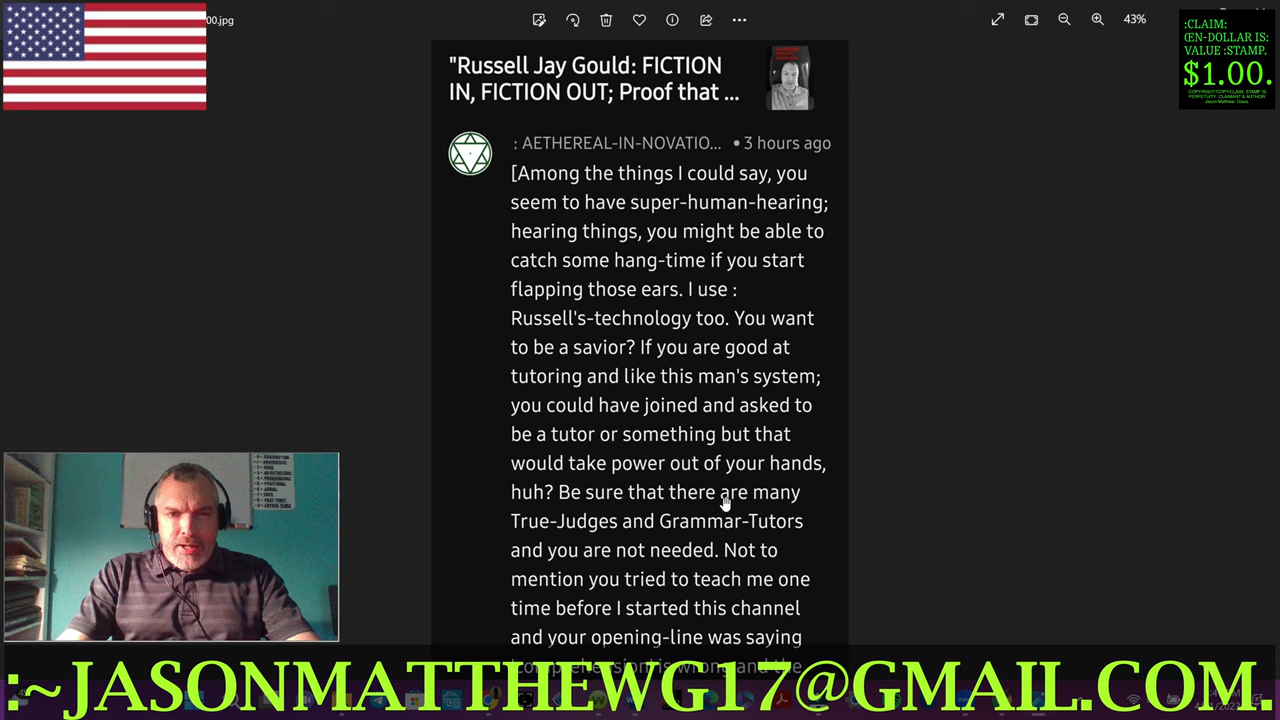 00.jpg
43%
:CLAIM:
VALUE :STAMP.
$1.00.
Jason Matthew Glass.
"Russell Jay Gould: FICTION
IN, FICTION OUT; Proof that ...
: AETHEREAL-IN-NOVATIO... • 3 hours ago
[Among the things I could say, you
seem to have super-human-hearing;
hearing things, you might be able to
catch some hang-time if you start
flapping those ears. I use :
Russell's-technology too. You want
to be a savior? If you are good at
tutoring and like this man's system;
you could have joined and asked to
be a tutor or something but that
would take power out of your hands,
huh? Be sure that there are many
True-Judges and Grammar-Tutors
and you are not needed. Not to
mention you tried to teach me one
time before I started this channel
and your opening-line was saying
is wrong and the
:~JASONMATTHEWG17@GMAIL.COM.